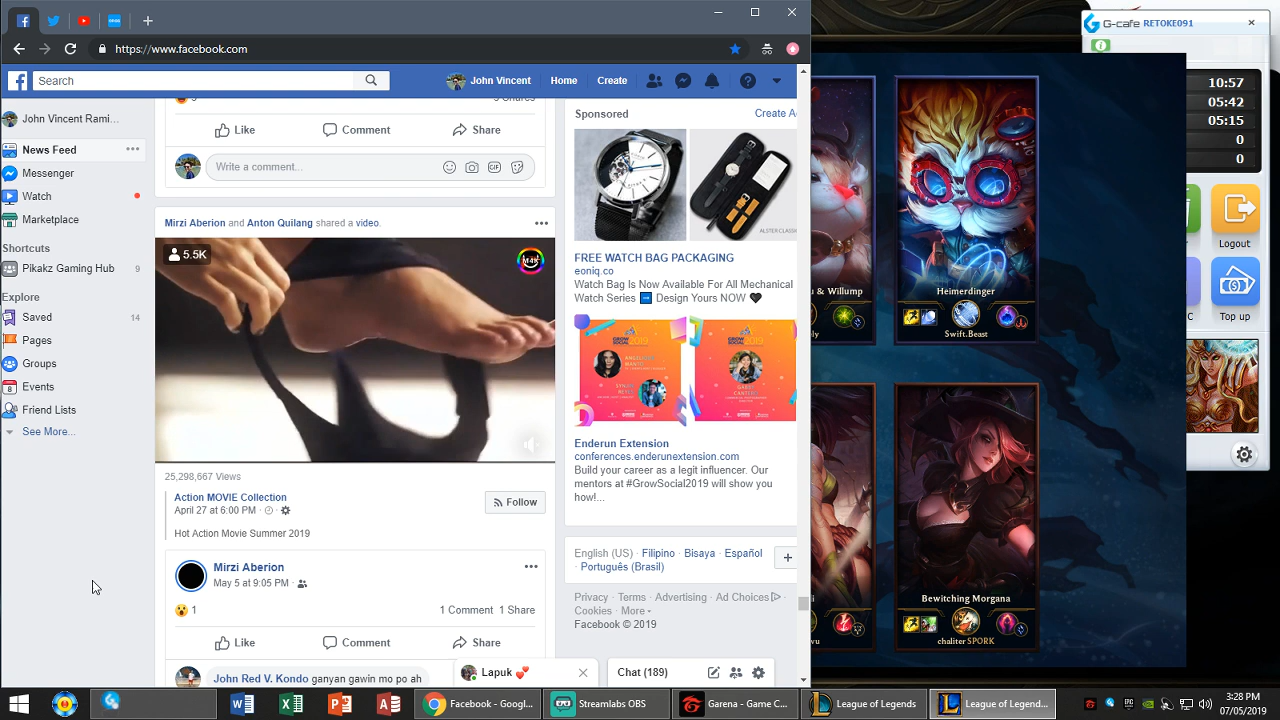 https://www.facebook.com
Search
John Vincent
Home
Create
John Vincent Rami...
News Feed
Messenger
Watch
Marketplace
Shortcuts
Pikakz Gaming Hub 9
Explore
Saved 14
Pages
Groups
Events
Friend Lists
See More...
Like
Comment
Share
Write a comment...
GIF
Mirzi Aberion and Anton Quilang shared a video.
5.5K
M4K
25,298,667 Views
Action MOVIE Collection
April 27 at 6:00 PM ·
Follow
Hot Action Movie Summer 2019
Mirzi Aberion
May 5 at 9:05 PM ·
1
1 Comment 1 Share
Like
Comment
Share
John Red V. Kondo ganyan gawin mo po ah
Sponsored
Create A
ALSTER CLASSI
FREE WATCH BAG PACKAGING
eoniq.co
Watch Bag Is Now Available For All Mechanical
Watch Series Design Yours NOW
Enderun Extension
conferences.enderunextension.com
Build your career as a legit influencer. Our
mentors at #GrowSocial2019 will show you
how!...
English (US) · Filipino · Bisaya · Español
· Português (Brasil)
Privacy · Terms · Advertising · Ad Choices ·
Cookies · More
Facebook © 2019
Lapuk
Chat (189)
u & Willump
Heimerdinger
Swift.Beast
Bewitching Morgana
chaliter SPORK
G-cafe RETOKE091
10:57
05:42
05:15
0
0
Logout
Top up
Facebook - Googl...
Streamlabs OBS
Garena - Game C...
League of Legends
League of Legend...
3:28 PM
07/05/2019